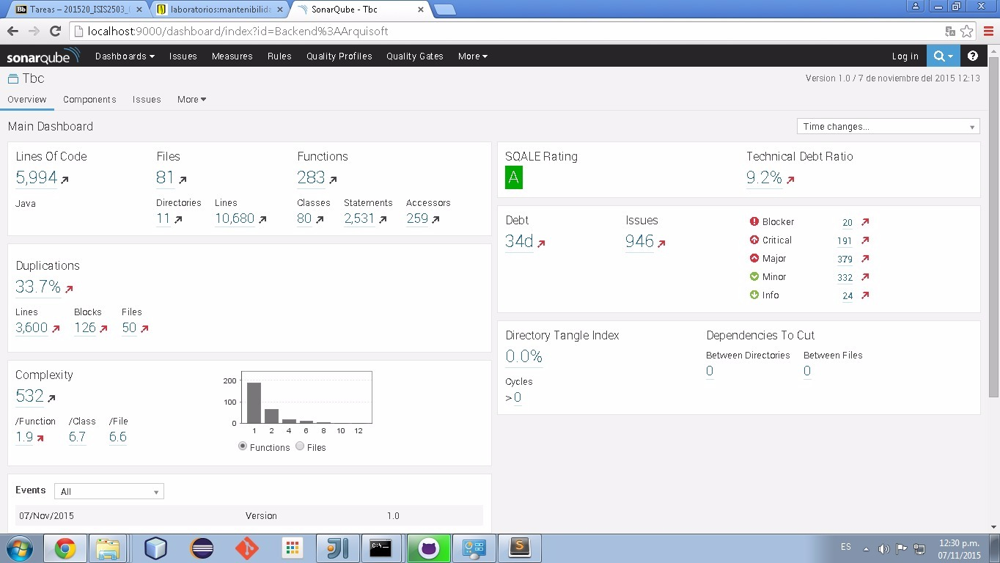 Tareas – 201520_ISIS2503_
laboratorios::mantenibilida
SonarQube - Tbc
localhost:9000/dashboard/index?id=Backend%3AArquisoft
sonarqube Dashboards Issues Measures Rules Quality Profiles Quality Gates More Log in
Tbc
Version 1.0 / 7 de noviembre del 2015 12:13
Overview Components Issues More
Main Dashboard
Time changes...
Lines Of Code Files Functions
5,994 81 283
Java
Directories Lines Classes Statements Accessors
11 10,680 80 2,531 259
Duplications
33.7%
Lines Blocks Files
3,600 126 50
Complexity
532
/Function /Class /File
1.9 6.7 6.6
200
100
0
1 2 4 6 8 10 12
Functions Files
Events All
07/Nov/2015 Version 1.0
SQALE Rating Technical Debt Ratio
A 9.2%
Debt Issues
34d 946
Blocker 20
Critical 191
Major 379
Minor 332
Info 24
Directory Tangle Index
0.0%
Cycles
>0
Dependencies To Cut
Between Directories Between Files
0 0
ES
12:30 p.m.
07/11/2015